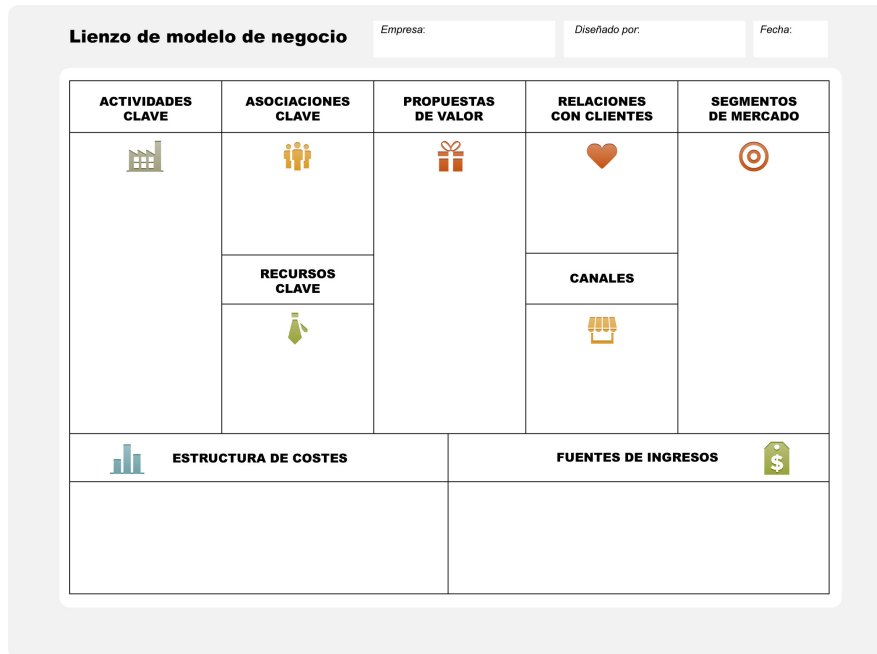 Lienzo de modelo de negocio
Empresa:
Diseñado por:
Fecha:
ACTIVIDADES
CLAVE
ASOCIACIONES
CLAVE
PROPUESTAS
DE VALOR
RELACIONES
CON CLIENTES
SEGMENTOS
DE MERCADO
RECURSOS
CLAVE
CANALES
ESTRUCTURA DE COSTES
FUENTES DE INGRESOS
$